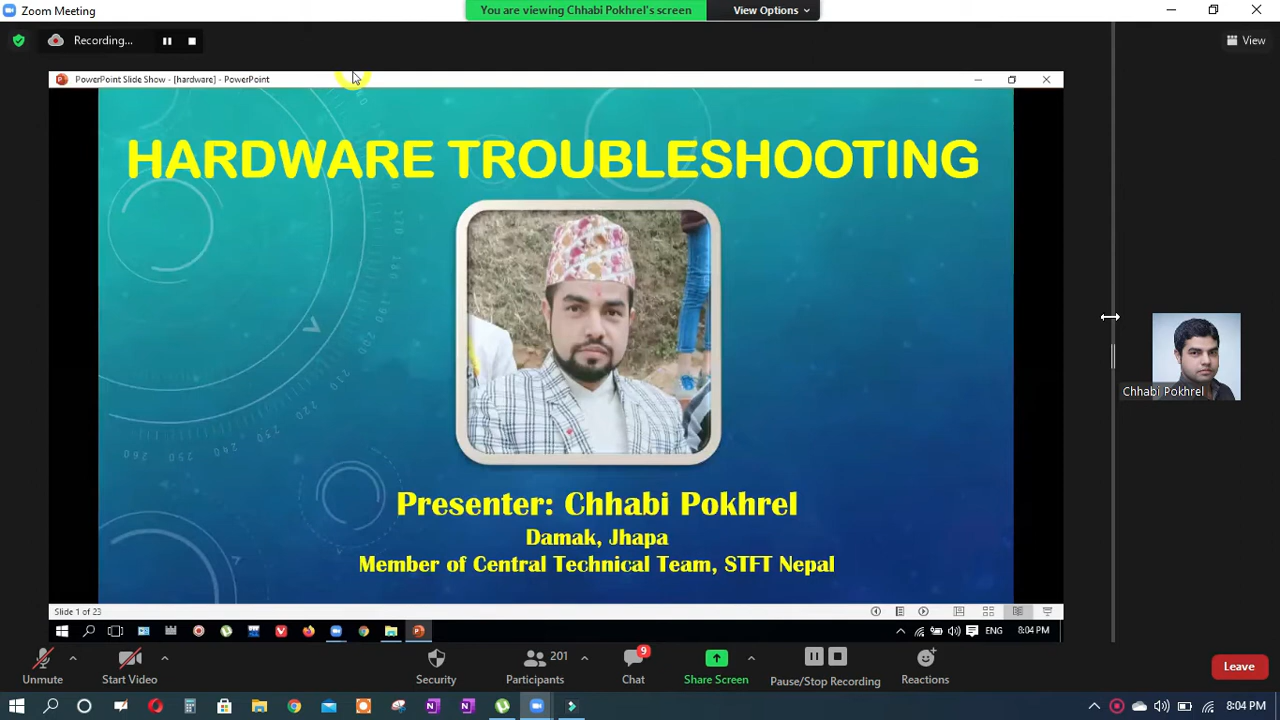 Zoom Meeting
You are viewing Chhabi Pokhrel's screen
View Options
Recording...
View
PowerPoint Slide Show - [hardware] - PowerPoint
HARDWARE TROUBLESHOOTING
Chhabi Pokhrel
Presenter: Chhabi Pokhrel
Damak, Jhapa
Member of Central Technical Team, STFT Nepal
Slide 1 of 23
ENG
8:04 PM
Unmute
Start Video
Security
201
Participants
9
Chat
Share Screen
Pause/Stop Recording
Reactions
Leave
8:04 PM